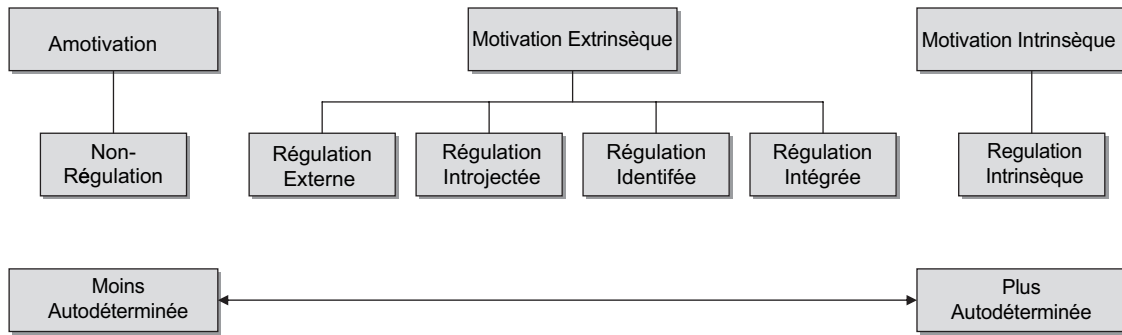 Amotivation
Motivation Extrinsèque
Motivation Intrinsèque
Non-
Régulation
Régulation
Externe
Régulation
Introjectée
Régulation
Identifée
Régulation
Intégrée
Regulation
Intrinsèque
Moins
Autodéterminée
Plus
Autodéterminée